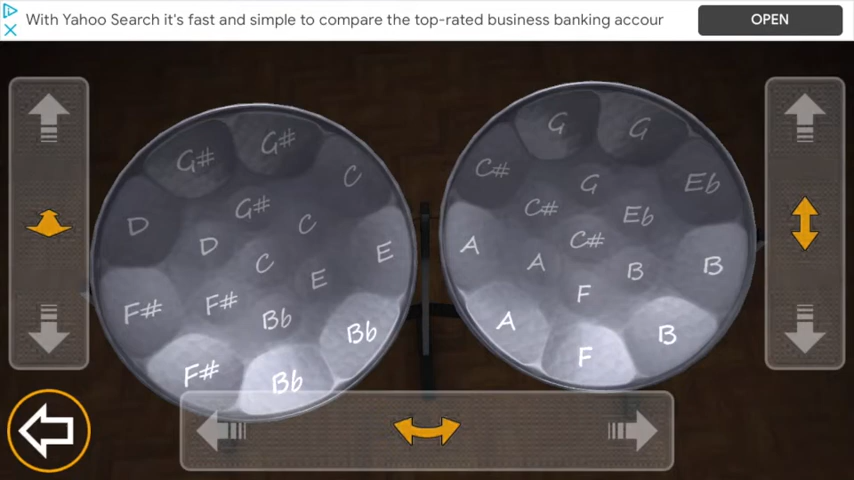 With Yahoo Search it's fast and simple to compare the top-rated business banking accour
OPEN
G# G#
C
D
G#
C
D
C
E
E
F#
F#
Bb
Bb
F#
Bb
G G
C#
G
Eb
C#
Eb
C#
A
A
B
B
F
A
B
F